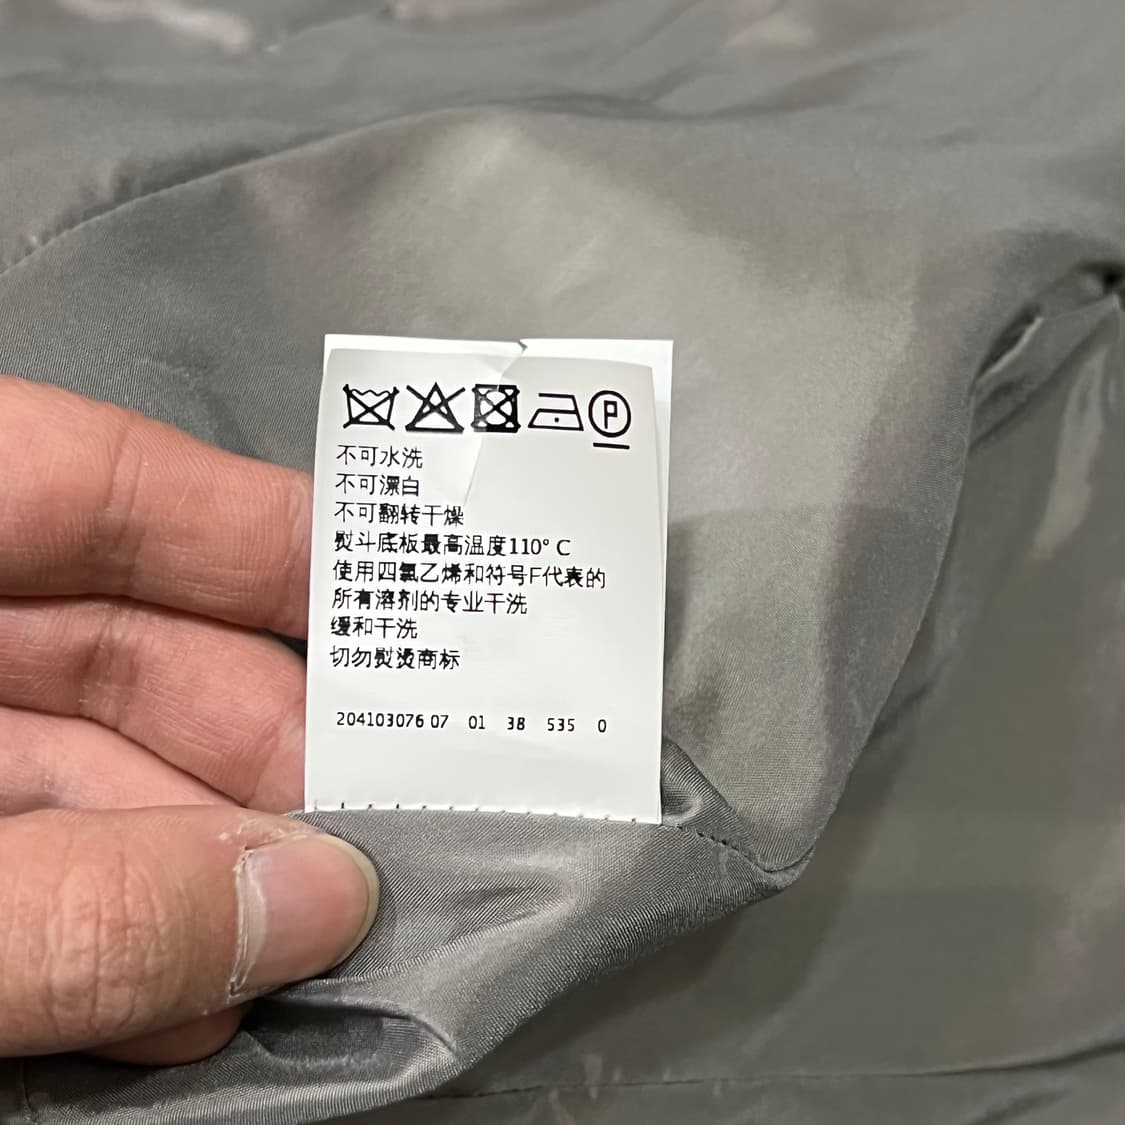 P
不可水洗
不可漂白
不可翻转干燥
熨斗底板最高温度110° C
使用四氯乙烯和符号F代表的
所有溶剂的专业干洗
缓和干洗
切勿熨烫商标
204103076 07 01 38 535 0